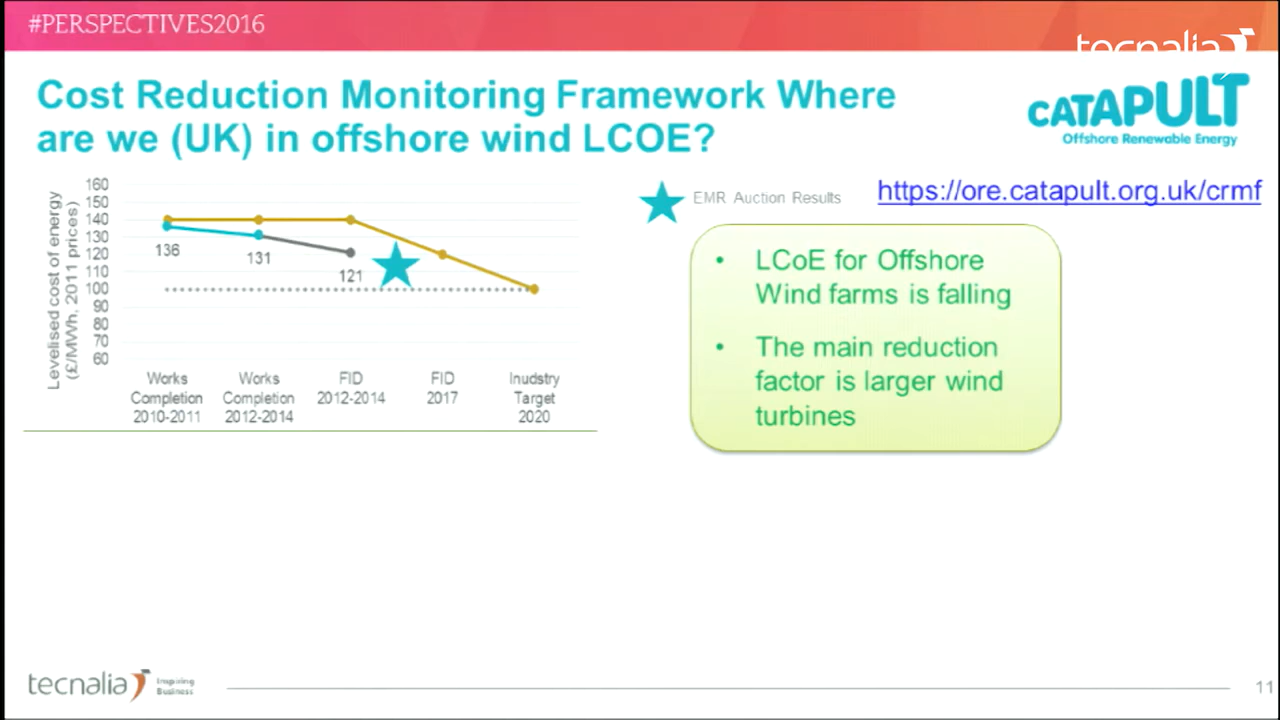 #PERSPECTIVES2016
tecnalia
Cost Reduction Monitoring Framework Where
are we (UK) in offshore wind LCOE?
CATAPULT
Offshore Renewable Energy
Levelised cost of energy
(£/MWh, 2011 prices)
160
150
140
130
120
110
100
90
80
70
60
136
131
121
Works
Completion
2010-2011
Works
Completion
2012-2014
FID
2012-2014
FID
2017
Inudstry
Target
2020
EMR Auction Results
https://ore.catapult.org.uk/crmf
• LCoE for Offshore
Wind farms is falling
• The main reduction
factor is larger wind
turbines
tecnalia
Inspiring
Business
11